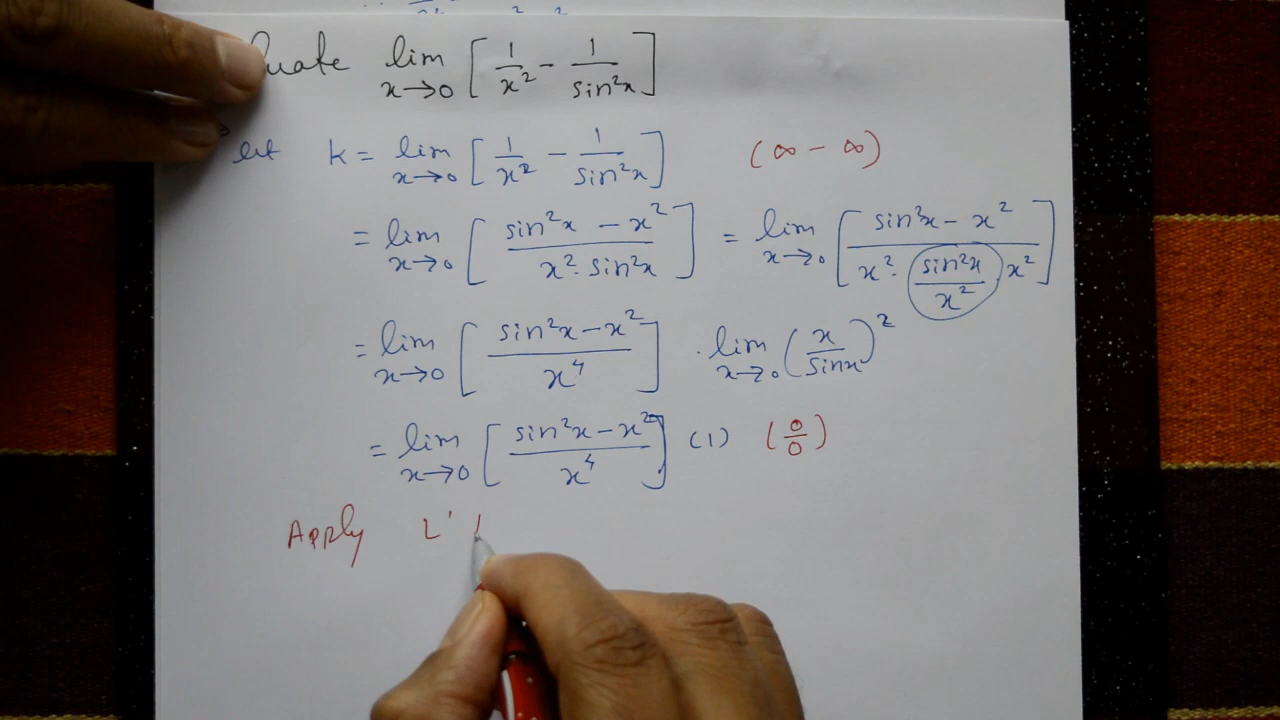 uate lim x→0 [ 1/x² - 1/sin²x ]
let k = lim x→0 [ 1/x² - 1/sin²x ] (∞ - ∞)
= lim x→0 [ (sin²x - x²)/(x². sin²x) ] = lim x→0 [ (sin²x - x²)/(x². (sin²x/x²) . x²) ]
= lim x→0 [ (sin²x - x²)/x⁴ ] . lim x→0 (x/sinx)²
= lim x→0 [ (sin²x - x²)/x⁴ ] (1) (0/0)
Apply L'